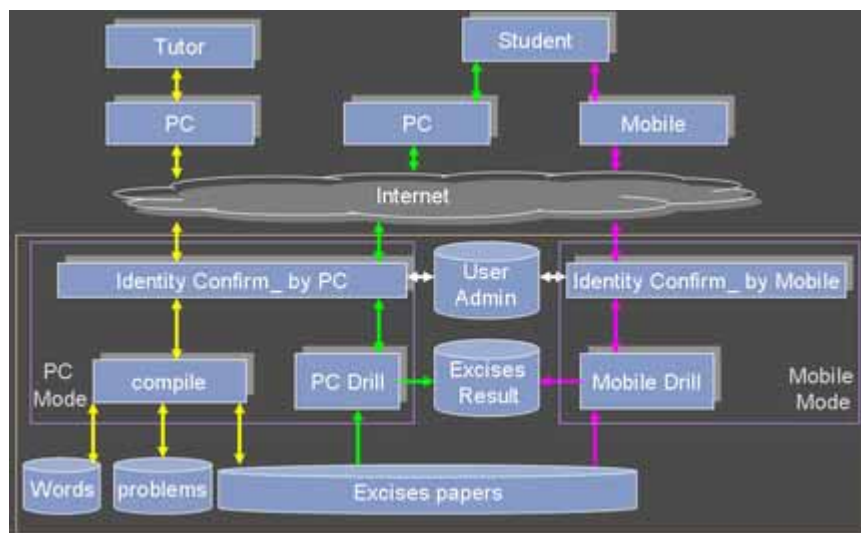 Tutor
Student
PC
PC
Mobile
Internet
Identity Confirm_ by PC
User
Admin
Identity Confirm_ by Mobile
PC
Mode
compile
PC Drill
Excises
Result
Mobile Drill
Mobile
Mode
Words
problems
Excises papers